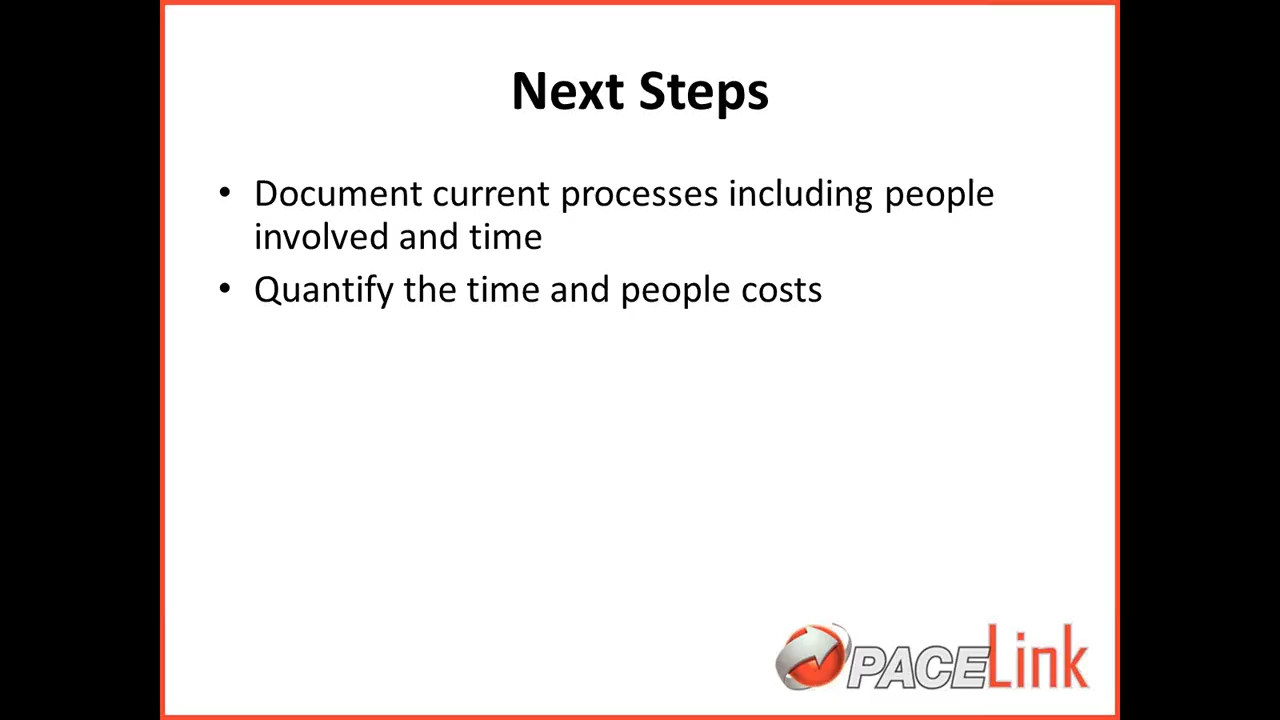 Next Steps
• Document current processes including people
involved and time
• Quantify the time and people costs
PACELink